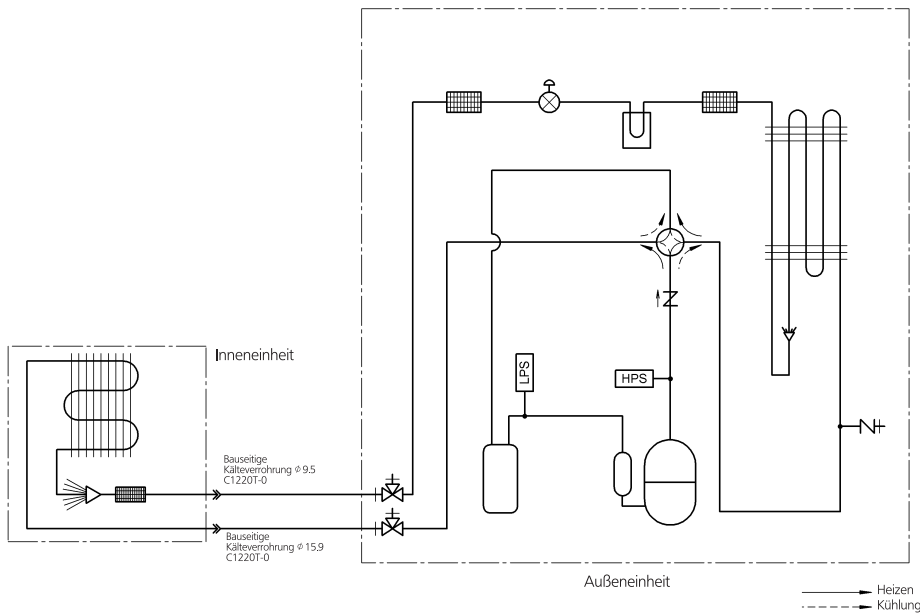 LPS
HPS
Inneneinheit
Bauseitige
Kälteverrohrung ϕ 9.5
C1220T-0
Bauseitige
Kälteverrohrung ϕ 15.9
C1220T-0
Außeneinheit
Heizen
Kühlung